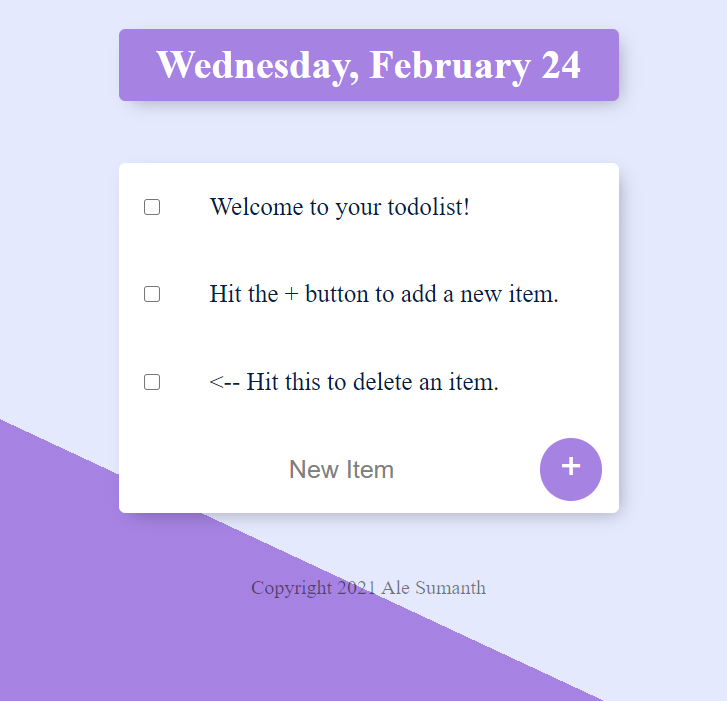 Wednesday, February 24
Welcome to your todolist!
Hit the + button to add a new item.
<-- Hit this to delete an item.
New Item +
Copyright 2021 Ale Sumanth